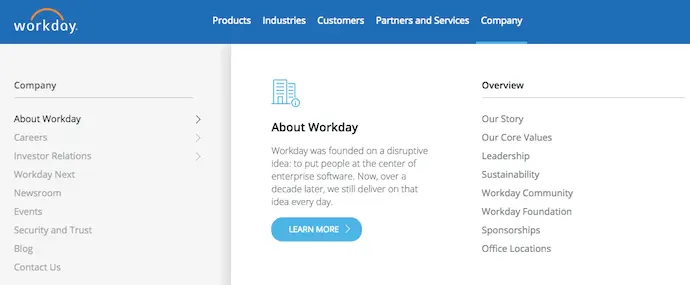 workday.
Products Industries Customers Partners and Services Company
Company
About Workday
Careers
Investor Relations
Workday Next
Newsroom
Events
Security and Trust
Blog
Contact Us
About Workday
Workday was founded on a disruptive
idea: to put people at the center of
enterprise software. Now, over a
decade later, we still deliver on that
idea every day.
LEARN MORE
Overview
Our Story
Our Core Values
Leadership
Sustainability
Workday Community
Workday Foundation
Sponsorships
Office Locations